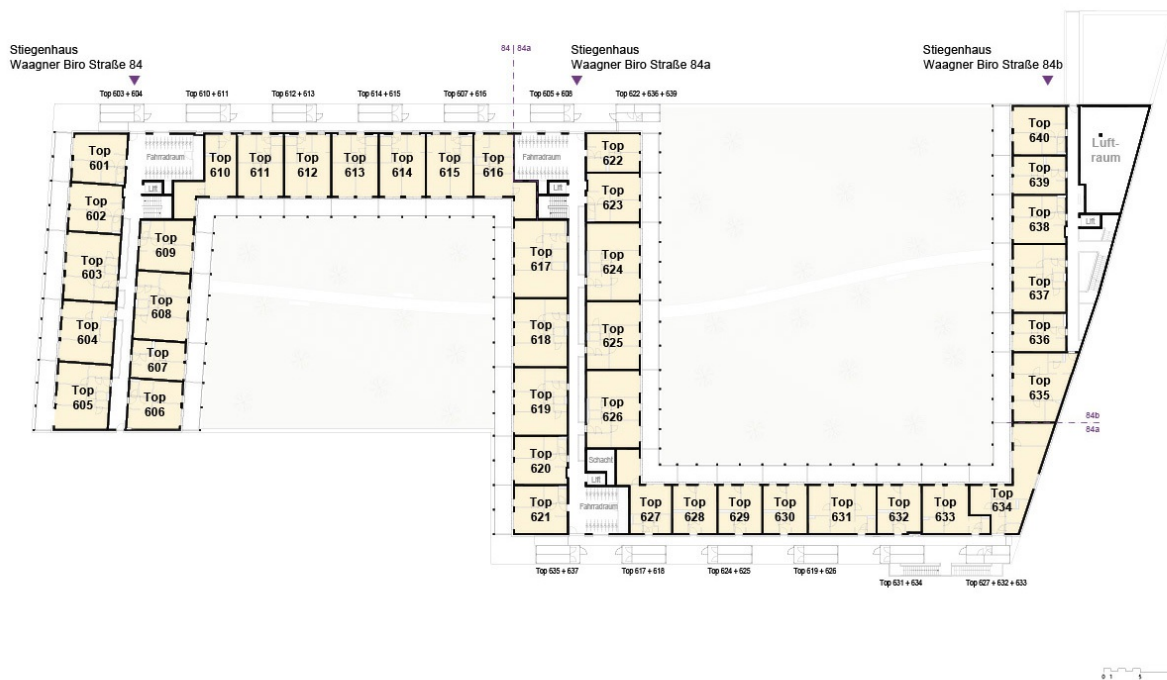 Stiegenhaus
Waagner Biro Straße 84
84 | 84a
Stiegenhaus
Waagner Biro Straße 84a
Stiegenhaus
Waagner Biro Straße 84b
Top 603 + 604
Top 610 + 611
Top 612 + 613
Top 614 + 615
Top 607 + 616
Top 605 + 608
Top 622 + 636 + 639
Top
601
Fahrradraum
Lift
Top
610
Top
611
Top
612
Top
613
Top
614
Top
615
Top
616
Fahrradraum
Lift
Top
622
Top
640
Luft-
raum
Top
602
Top
623
Top
639
Top
603
Top
609
Top
617
Top
624
Top
638
Lift
Top
604
Top
608
Top
618
Top
625
Top
637
Top
636
Top
605
Top
607
Top
606
Top
619
Top
626
Top
635
84b
84a
Top
620
Schacht
Lift
Top
621
Fahrradraum
Top
627
Top
628
Top
629
Top
630
Top
631
Top
632
Top
633
Top
634
Top 635 + 637
Top 617 + 618
Top 624 + 625
Top 619 + 626
Top 631 + 634
Top 627 + 632 + 633
0 1 5